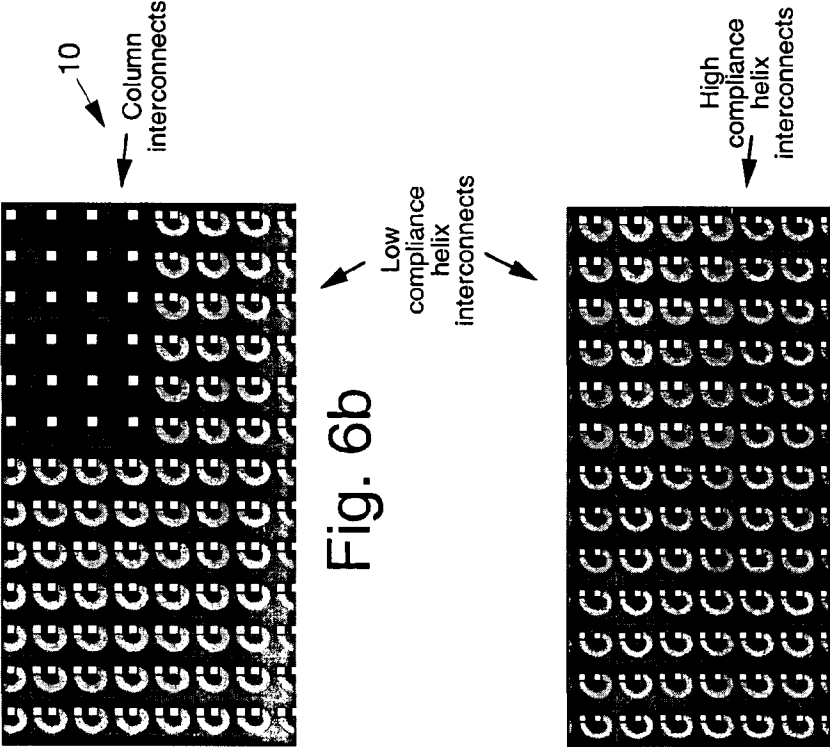 10
Column
interconnects
Low
compliance
helix
interconnects
High
compliance
helix
interconnects
Fig. 6b